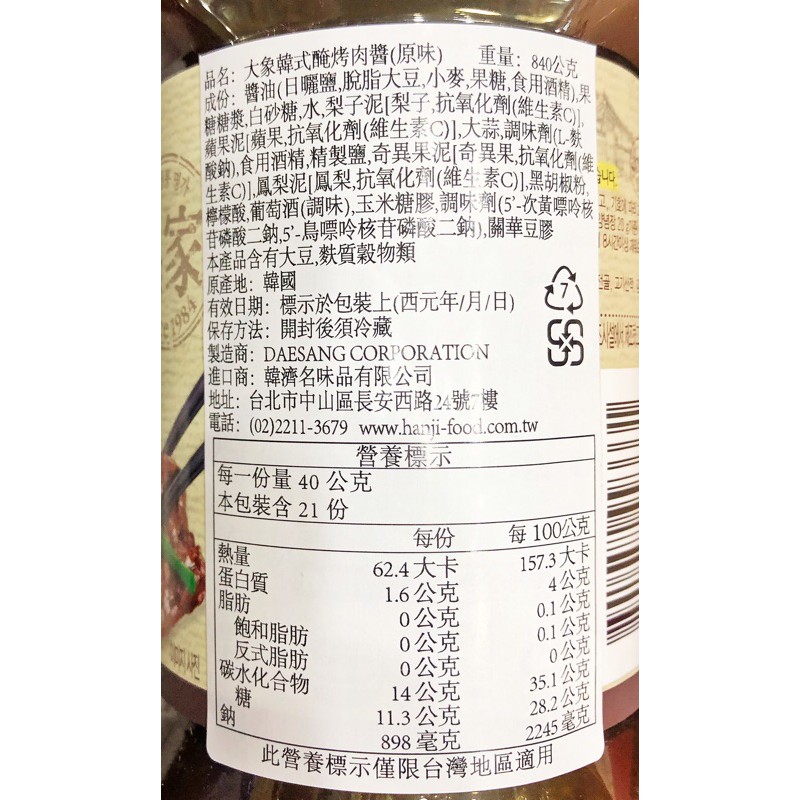 品名: 大象韓式醃烤肉醬(原味) 重量: 840公克
成份: 醬油(日曬鹽,脫脂大豆,小麥,果糖,食用酒精),果
糖糖漿,白砂糖,水,梨子泥[梨子,抗氧化劑(維生素C)],
蘋果泥[蘋果,抗氧化劑(維生素C)],大蒜,調味劑(L-麩
酸鈉),食用酒精,精製鹽,奇異果泥[奇異果,抗氧化劑(維
生素C)],鳳梨泥[鳳梨,抗氧化劑(維生素C)],黑胡椒粉,
檸檬酸,葡萄酒(調味),玉米糖膠,調味劑(5'-次黃嘌呤核
苷磷酸二鈉,5'-鳥嘌呤核苷磷酸二鈉),關華豆膠
本產品含有大豆,麩質穀物類
原產地: 韓國
有效日期: 標示於包裝上(西元年/月/日)
保存方法: 開封後須冷藏
製造商: DAESANG CORPORATION
進口商: 韓濟名味品有限公司
地址: 台北市中山區長安西路24號7樓
電話: (02)2211-3679 www.hanji-food.com.tw
7
營養標示
每一份量 40 公克
本包裝含 21 份
每份 每 100公克
熱量 62.4 大卡 157.3 大卡
蛋白質 1.6 公克 4 公克
脂肪 0 公克 0.1 公克
飽和脂肪 0 公克 0.1 公克
反式脂肪 0 公克 0 公克
碳水化合物 14 公克 35.1 公克
糖 11.3 公克 28.2 公克
鈉 898 毫克 2245 毫克
此營養標示僅限台灣地區適用
家
1984